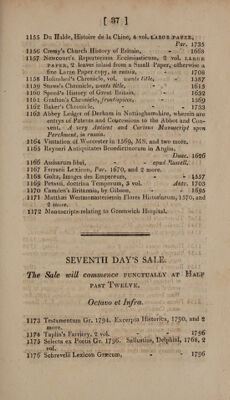 [ 37 ]
1155 Du Halde, Histoire de la Chine, 4 vol. LARGE PAPER,
Par. 1735
1156 Cressy's Church History of Britain, - - 1668
1157 Newcourt's Repertorium Ecclesiasticum, 2 vol. LARGE
PAPER, 2 leaves inlaid from a Small Paper, otherwise a
fine Large Paper copy, in russia, - - 1708
1158 Holinshed's Chronicle, vol. wants title, - 1587
1159 Stowe's Chronicle, wants title, - - 1615
1160 Speed's History of Great Britain, - 1632
1161 Grafton's Chronicle, frontispiece, - - 1569
1162 Baker's Chronicle, - - - 1733
1163 Abbey Ledger of Derham in Nottinghamshire, wherein are
entrys of Patents and Concessions to the Abbot and Con-
vent. A very Antient and Curious Manuscript upon
Parchment, in russia.
1164 Visitation of Worcester in 1569, MS. and two more.
1165 Reyneri Antiquitates Benedictinorum in Anglia,
Duac. 1626
1166 Ausmarun libri, - - apud Russell.
1167 Ferrarii Lexicon, Par. 1670, and 2 more.
1168 Goltz, Images des Empereurs, - - 1557
1169 Petavii doctrina Temporum, 3 vol. Antv. 1703
1170 Camden's Britannia, by Gibson, - 1695
1171 Matthæi Westmonasteriensis Flores Historiarum, 1570, and
2 more.
1172 Manuscripts relating to Greenwich Hospital.
SEVENTH DAY'S SALE.
The Sale will commence PUNCTUALLY AT HALF
PAST TWELVE.
Octavo et Infra.
1173 Testamentum Gr. 1794. Excerpta Historica, 1790, and 2
more.
1174 Taplin's Farriery, 2 vol. - - 1796
1175 Selecta ex Poetis Gr. 1796. Sallustius, Delphini, 1768, 2
vol.
1176 Schrevelii Lexicon Græcum, - - 1796